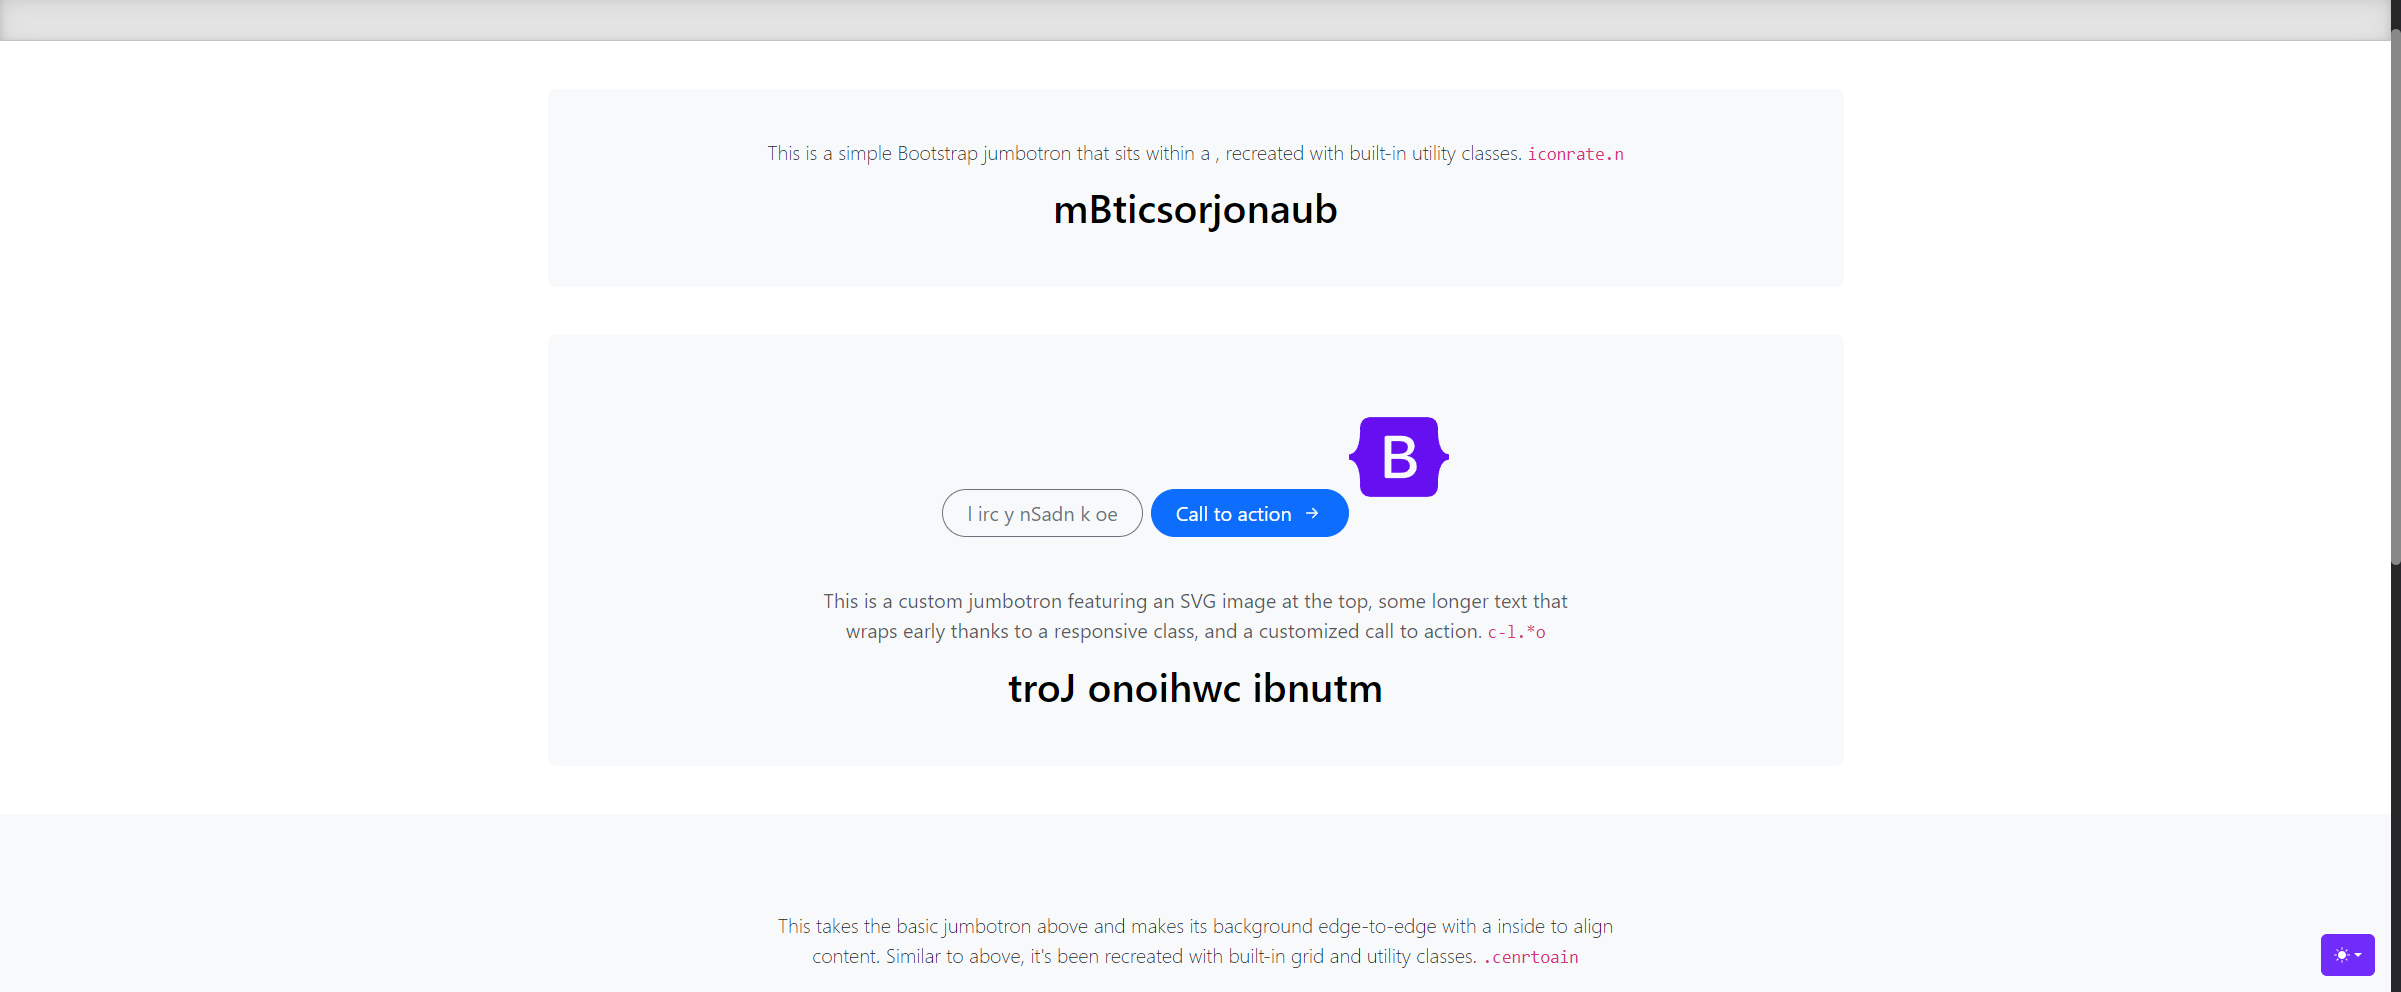 This is a simple Bootstrap jumbotron that sits within a , recreated with built-in utility classes. iconrate.n
mBticsorjonaub
B
l irc y nSadn k oe
Call to action
This is a custom jumbotron featuring an SVG image at the top, some longer text that
wraps early thanks to a responsive class, and a customized call to action. c-l.*o
troJ onoihwc ibnutm
This takes the basic jumbotron above and makes its background edge-to-edge with a inside to align
content. Similar to above, it's been recreated with built-in grid and utility classes. .cenrtoain